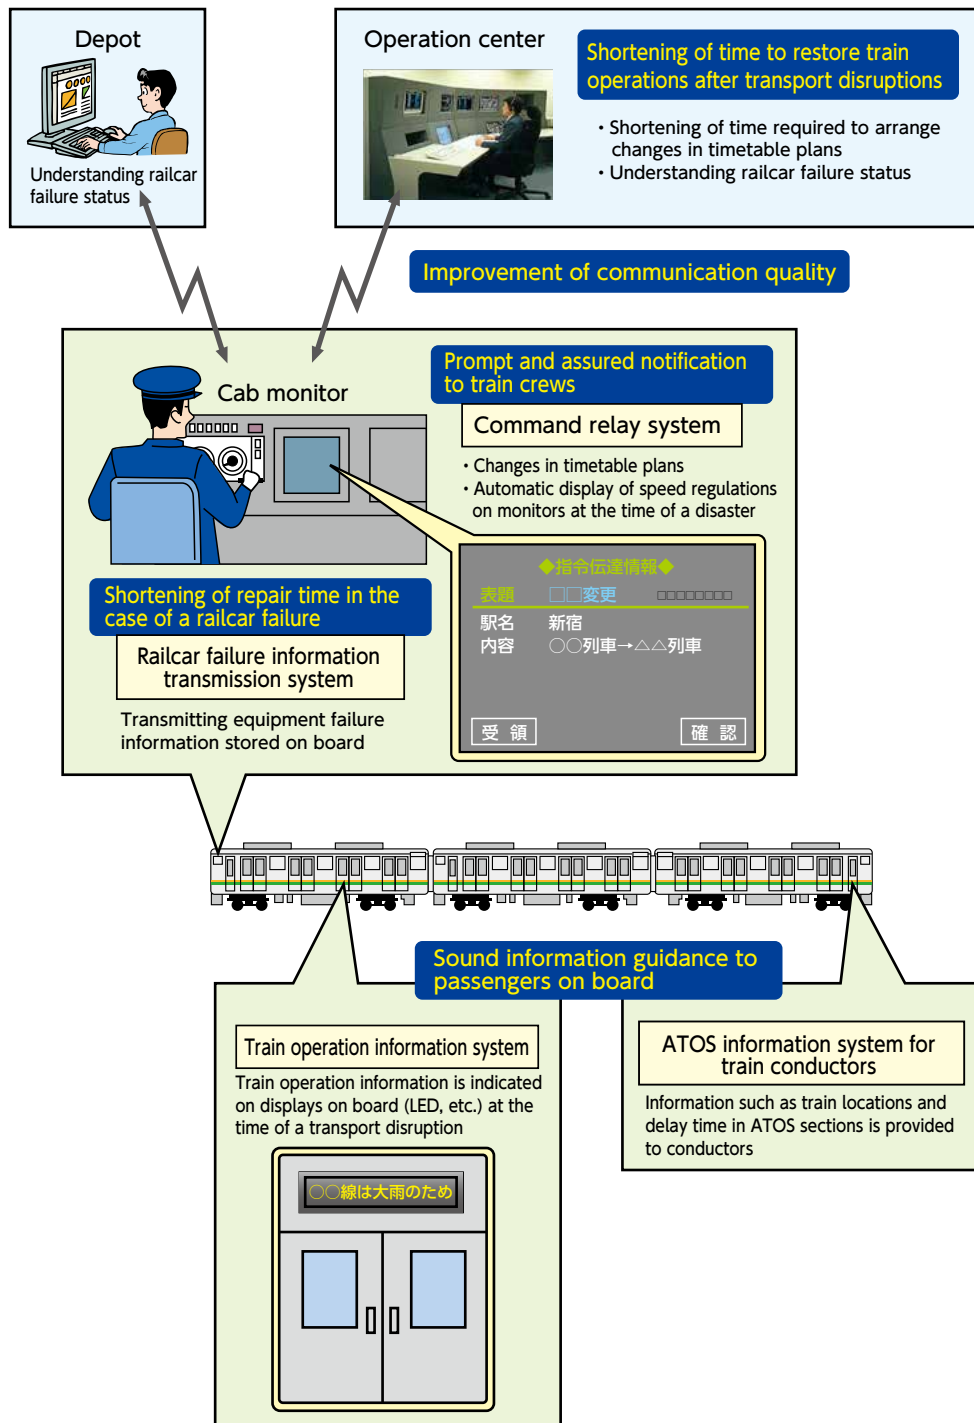 Depot
Understanding railcar
failure status
Operation center
Shortening of time to restore train
operations after transport disruptions
・Shortening of time required to arrange
changes in timetable plans
・Understanding railcar failure status
Improvement of communication quality
Cab monitor
Prompt and assured notification
to train crews
Command relay system
・Changes in timetable plans
・Automatic display of speed regulations
on monitors at the time of a disaster
◆指令伝達情報◆
表題 □□変更 □□□□□□□□
駅名 新宿
内容 ○○列車→△△列車
受 領 確 認
Shortening of repair time in the
case of a railcar failure
Railcar failure information
transmission system
Transmitting equipment failure
information stored on board
Sound information guidance to
passengers on board
Train operation information system
Train operation information is indicated
on displays on board (LED, etc.) at the
time of a transport disruption
○○線は大雨のため
ATOS information system for
train conductors
Information such as train locations and
delay time in ATOS sections is provided
to conductors